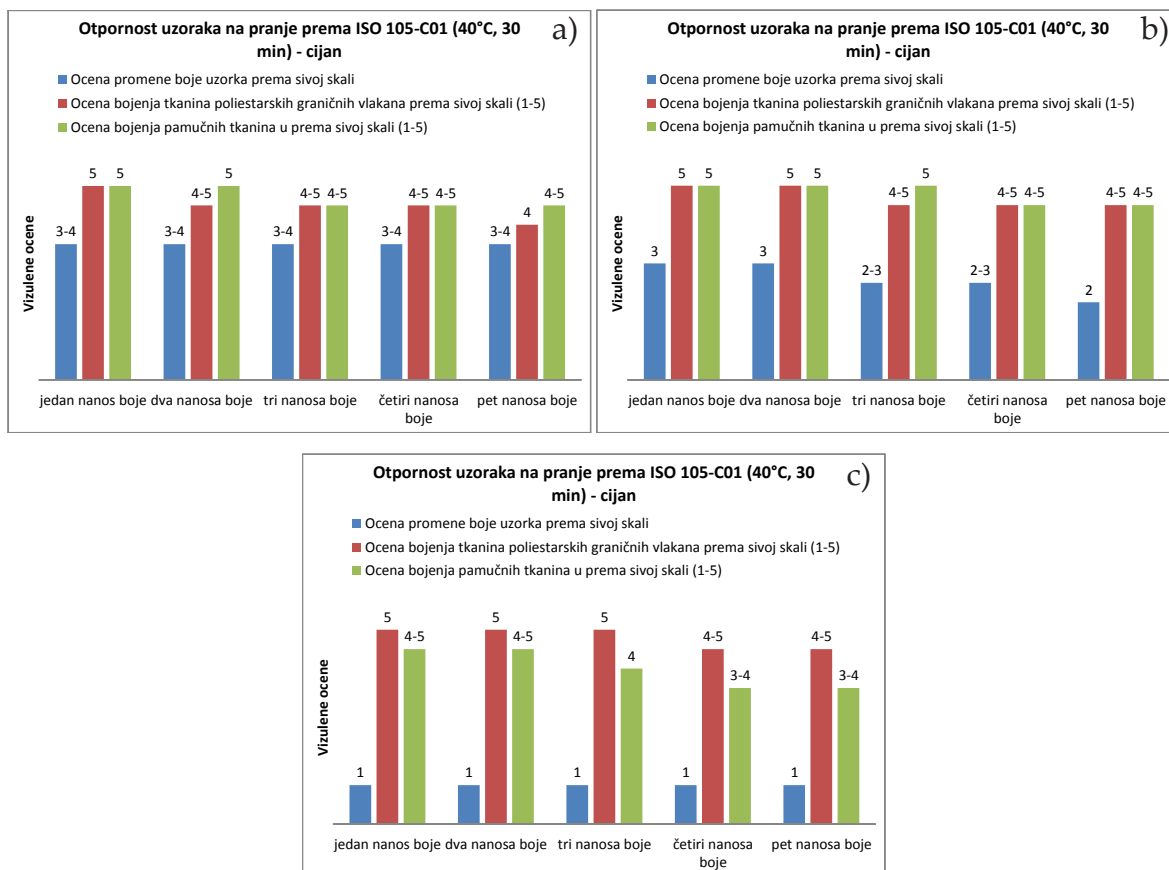 Otpornost uzoraka na pranje prema ISO 105-C01 (40°C, 30
min) - cijan
a)
Ocena promene boje uzorka prema sivoj skali
Ocena bojenja tkanina poliestarskih graničnih vlakana prema sivoj skali (1-5)
Ocena bojenja pamučnih tkanina u prema sivoj skali (1-5)
Vizulene ocene
3-4 5 5 3-4 4-5 5 3-4 4-5 4-5 3-4 4-5 4-5 3-4 4 4-5
jedan nanos boje dva nanosa boje tri nanosa boje četiri nanosa pet nanosa boje
boje
Otpornost uzoraka na pranje prema ISO 105-C01 (40°C, 30
min) - cijan
b)
Ocena promene boje uzorka prema sivoj skali
Ocena bojenja tkanina poliestarskih graničnih vlakana prema sivoj skali (1-5)
Ocena bojenja pamučnih tkanina u prema sivoj skali (1-5)
Vizulene ocene
3 5 5 3 5 5 2-3 4-5 5 2-3 4-5 4-5 2 4-5 4-5
jedan nanos boje dva nanosa boje tri nanosa boje četiri nanosa pet nanosa boje
boje
Otpornost uzoraka na pranje prema ISO 105-C01 (40°C, 30
min) - cijan
c)
Ocena promene boje uzorka prema sivoj skali
Ocena bojenja tkanina poliestarskih graničnih vlakana prema sivoj skali (1-5)
Ocena bojenja pamučnih tkanina u prema sivoj skali (1-5)
Vizulene ocene
1 5 4-5 1 5 4-5 1 5 4 1 4-5 3-4 1 4-5 3-4
jedan nanos boje dva nanosa boje tri nanosa boje četiri nanosa pet nanosa boje
boje